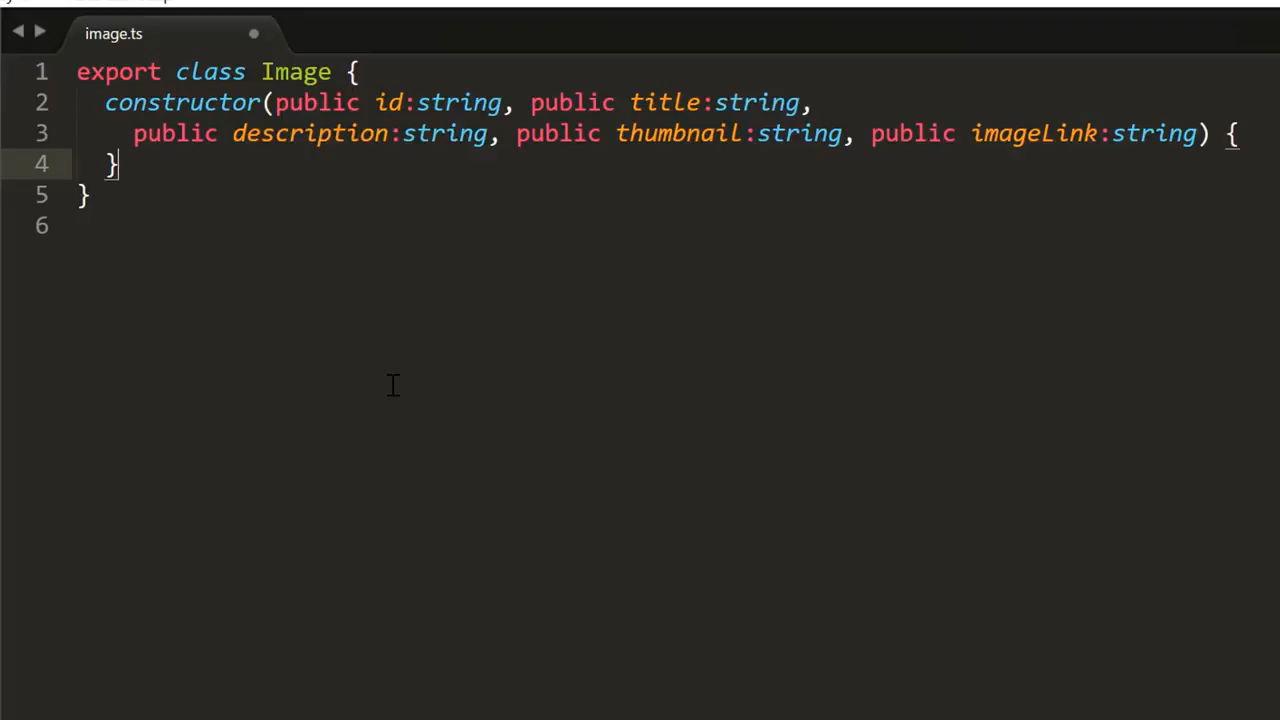 image.ts
1 export class Image {
2 constructor(public id:string, public title:string,
3 public description:string, public thumbnail:string, public imageLink:string) {
4 }
5 }
6